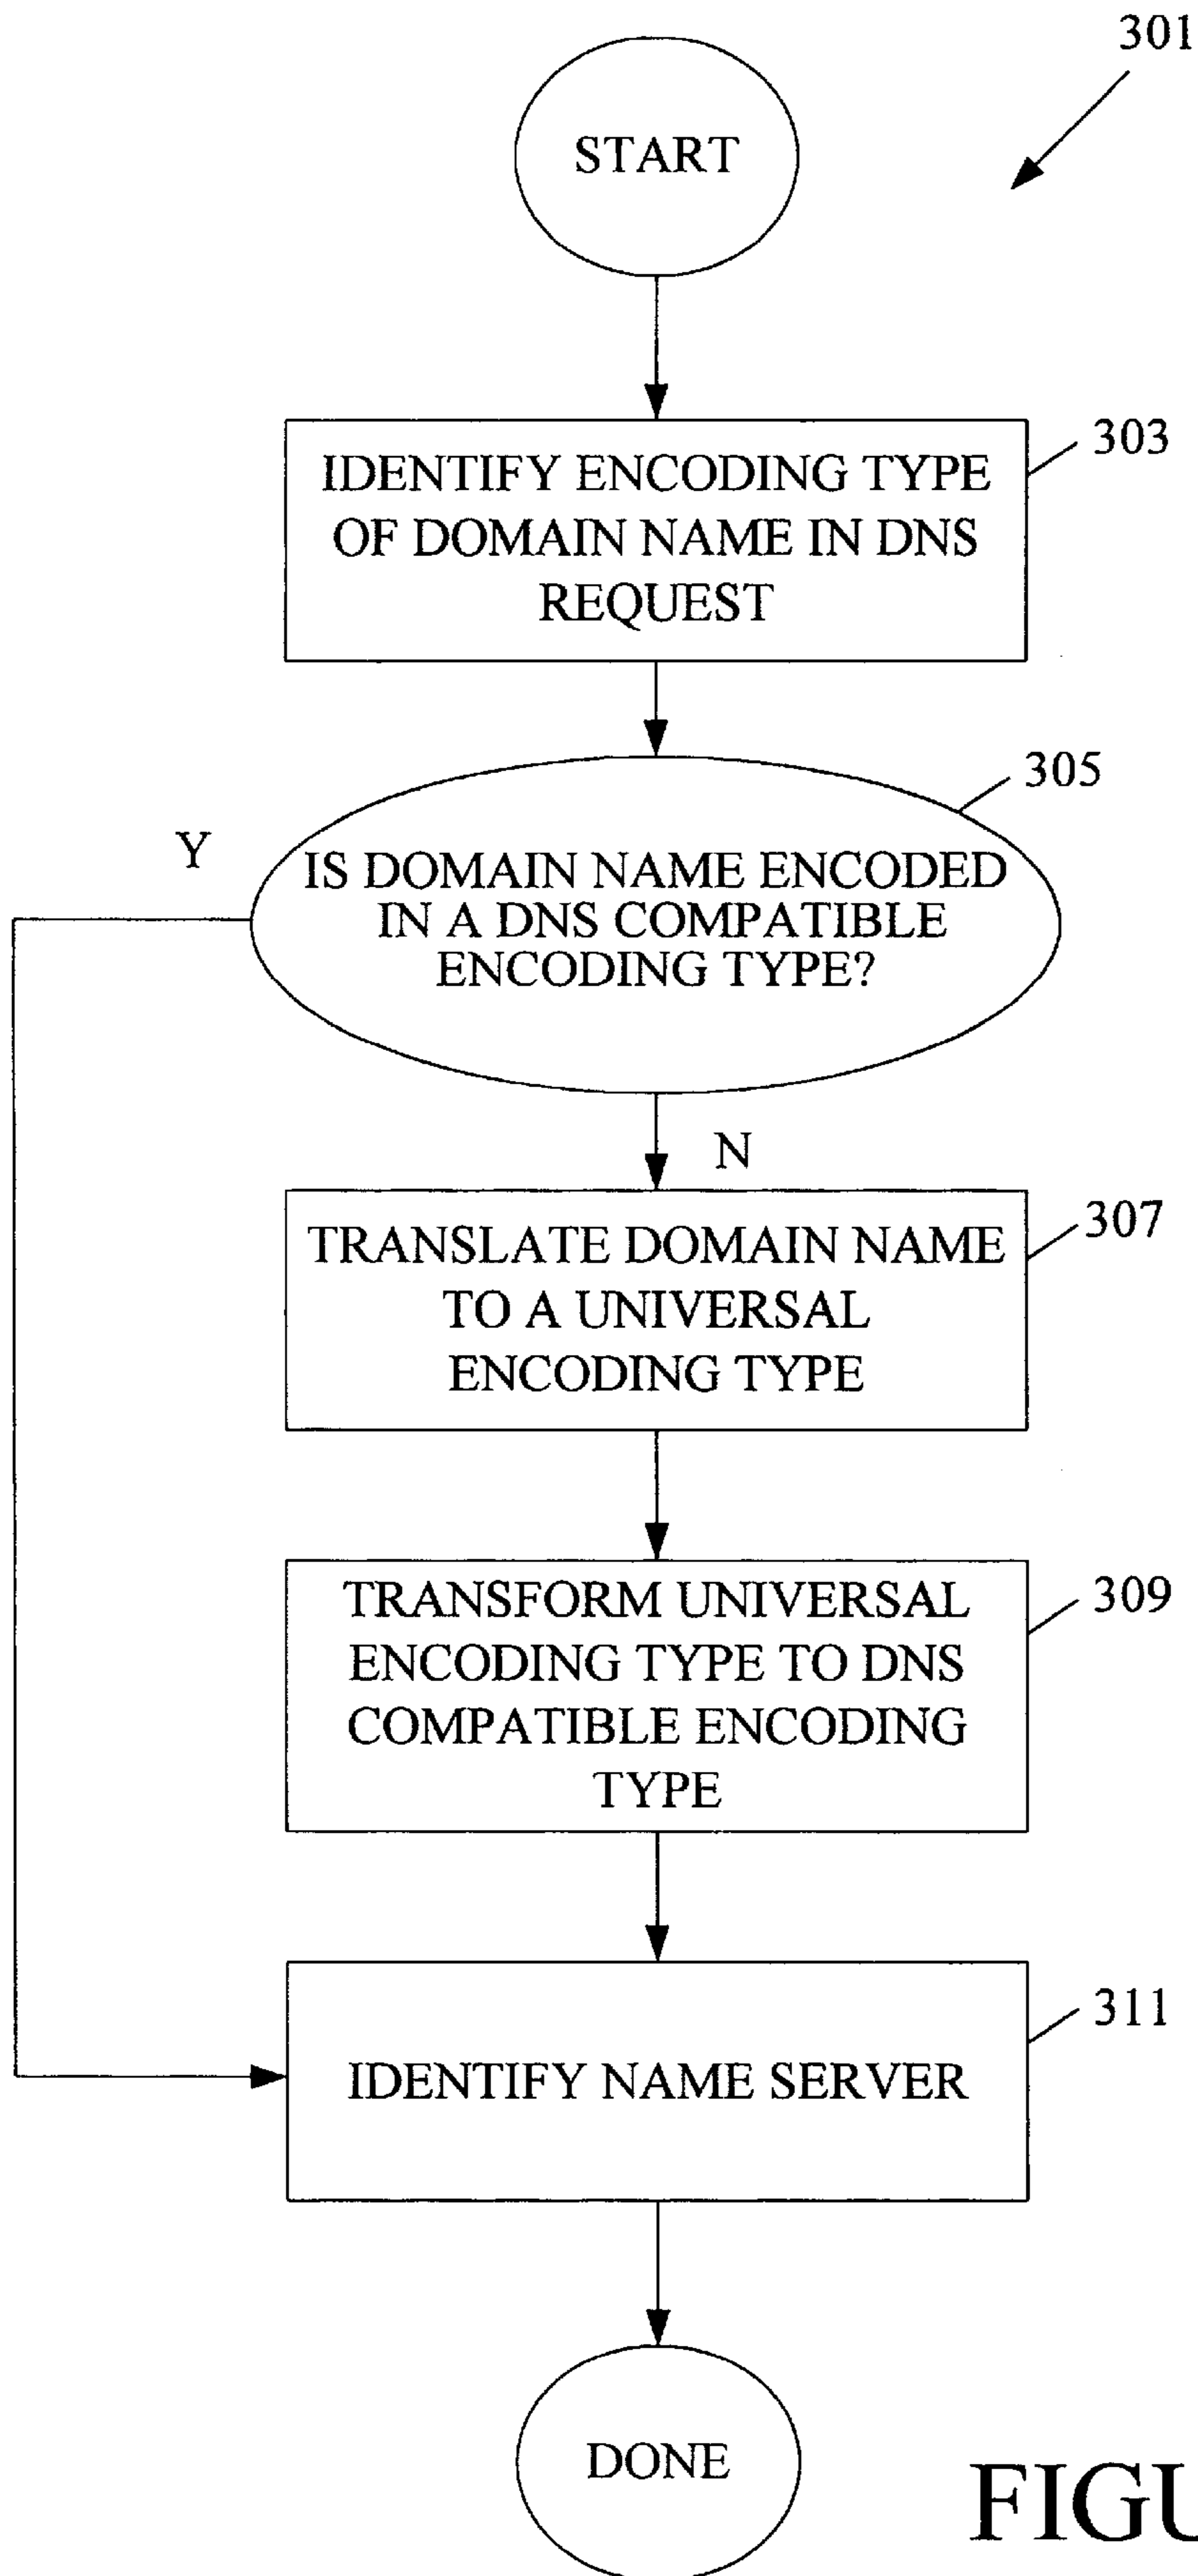 301
START
303
IDENTIFY ENCODING TYPE
OF DOMAIN NAME IN DNS
REQUEST
305
Y
IS DOMAIN NAME ENCODED
IN A DNS COMPATIBLE
ENCODING TYPE?
N
307
TRANSLATE DOMAIN NAME
TO A UNIVERSAL
ENCODING TYPE
309
TRANSFORM UNIVERSAL
ENCODING TYPE TO DNS
COMPATIBLE ENCODING
TYPE
311
IDENTIFY NAME SERVER
DONE